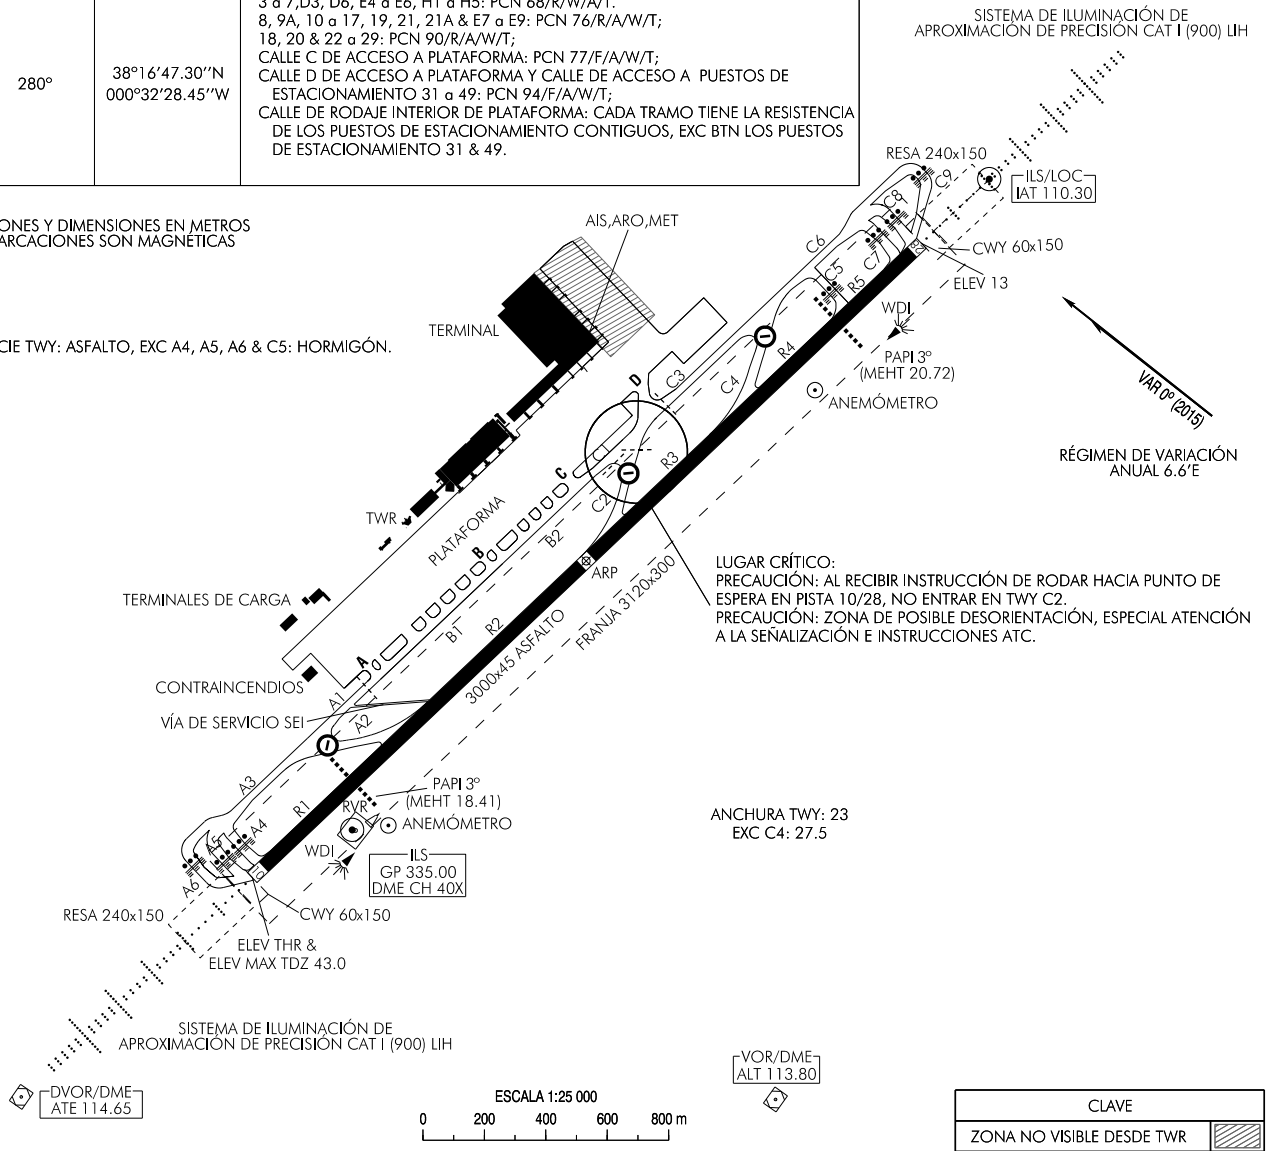 3 a 7,D3, D6, E4 a E6, H1 a H5: PCN 68/R/W/A/T.
8, 9A, 10 a 17, 19, 21, 21A & E7 a E9: PCN 76/R/A/W/T;
18, 20 & 22 a 29: PCN 90/R/A/W/T;
CALLE C DE ACCESO A PLATAFORMA: PCN 77/F/A/W/T;
CALLE D DE ACCESO A PLATAFORMA Y CALLE DE ACCESO A PUESTOS DE
ESTACIONAMIENTO 31 a 49: PCN 94/F/A/W/T;
CALLE DE RODAJE INTERIOR DE PLATAFORMA: CADA TRAMO TIENE LA RESISTENCIA
DE LOS PUESTOS DE ESTACIONAMIENTO CONTIGUOS, EXC BTN LOS PUESTOS
DE ESTACIONAMIENTO 31 & 49.
280º
38º16'47.30''N
000º32'28.45''W
SISTEMA DE ILUMINACIÓN DE
APROXIMACIÓN DE PRECISIÓN CAT I (900) LIH
RESA 240x150
ILS/LOC
IAT 110.30
C9
C8
C7
C6
C5
R5
28
CWY 60x150
ELEV 13
ONES Y DIMENSIONES EN METROS
ARCACIONES SON MAGNÉTICAS
AIS,ARO,MET
TERMINAL
CIE TWY: ASFALTO, EXC A4, A5, A6 & C5: HORMIGÓN.
WDI
PAPI 3º
(MEHT 20.72)
ANEMÓMETRO
VAR 0º (2015)
RÉGIMEN DE VARIACIÓN
ANUAL 6.6'E
R4
C4
C3
D
R3
C
C2
B2
B
PLATAFORMA
TWR
ARP
LUGAR CRÍTICO:
PRECAUCIÓN: AL RECIBIR INSTRUCCIÓN DE RODAR HACIA PUNTO DE
ESPERA EN PISTA 10/28, NO ENTRAR EN TWY C2.
PRECAUCIÓN: ZONA DE POSIBLE DESORIENTACIÓN, ESPECIAL ATENCIÓN
A LA SEÑALIZACIÓN E INSTRUCCIONES ATC.
TERMINALES DE CARGA
B1
R2
3000x45 ASFALTO
FRANJA 3120x300
CONTRAINCENDIOS
A
A1
A2
VÍA DE SERVICIO SEI
A3
R1
PAPI 3º
(MEHT 18.41)
RVR
ANEMÓMETRO
WDI
ILS
GP 335.00
DME CH 40X
ANCHURA TWY: 23
EXC C4: 27.5
A4
A5
A6
10
RESA 240x150
CWY 60x150
ELEV THR &
ELEV MAX TDZ 43.0
SISTEMA DE ILUMINACIÓN DE
APROXIMACIÓN DE PRECISIÓN CAT I (900) LIH
DVOR/DME
ATE 114.65
VOR/DME
ALT 113.80
ESCALA 1:25 000
0 200 400 600 800 m
CLAVE
ZONA NO VISIBLE DESDE TWR